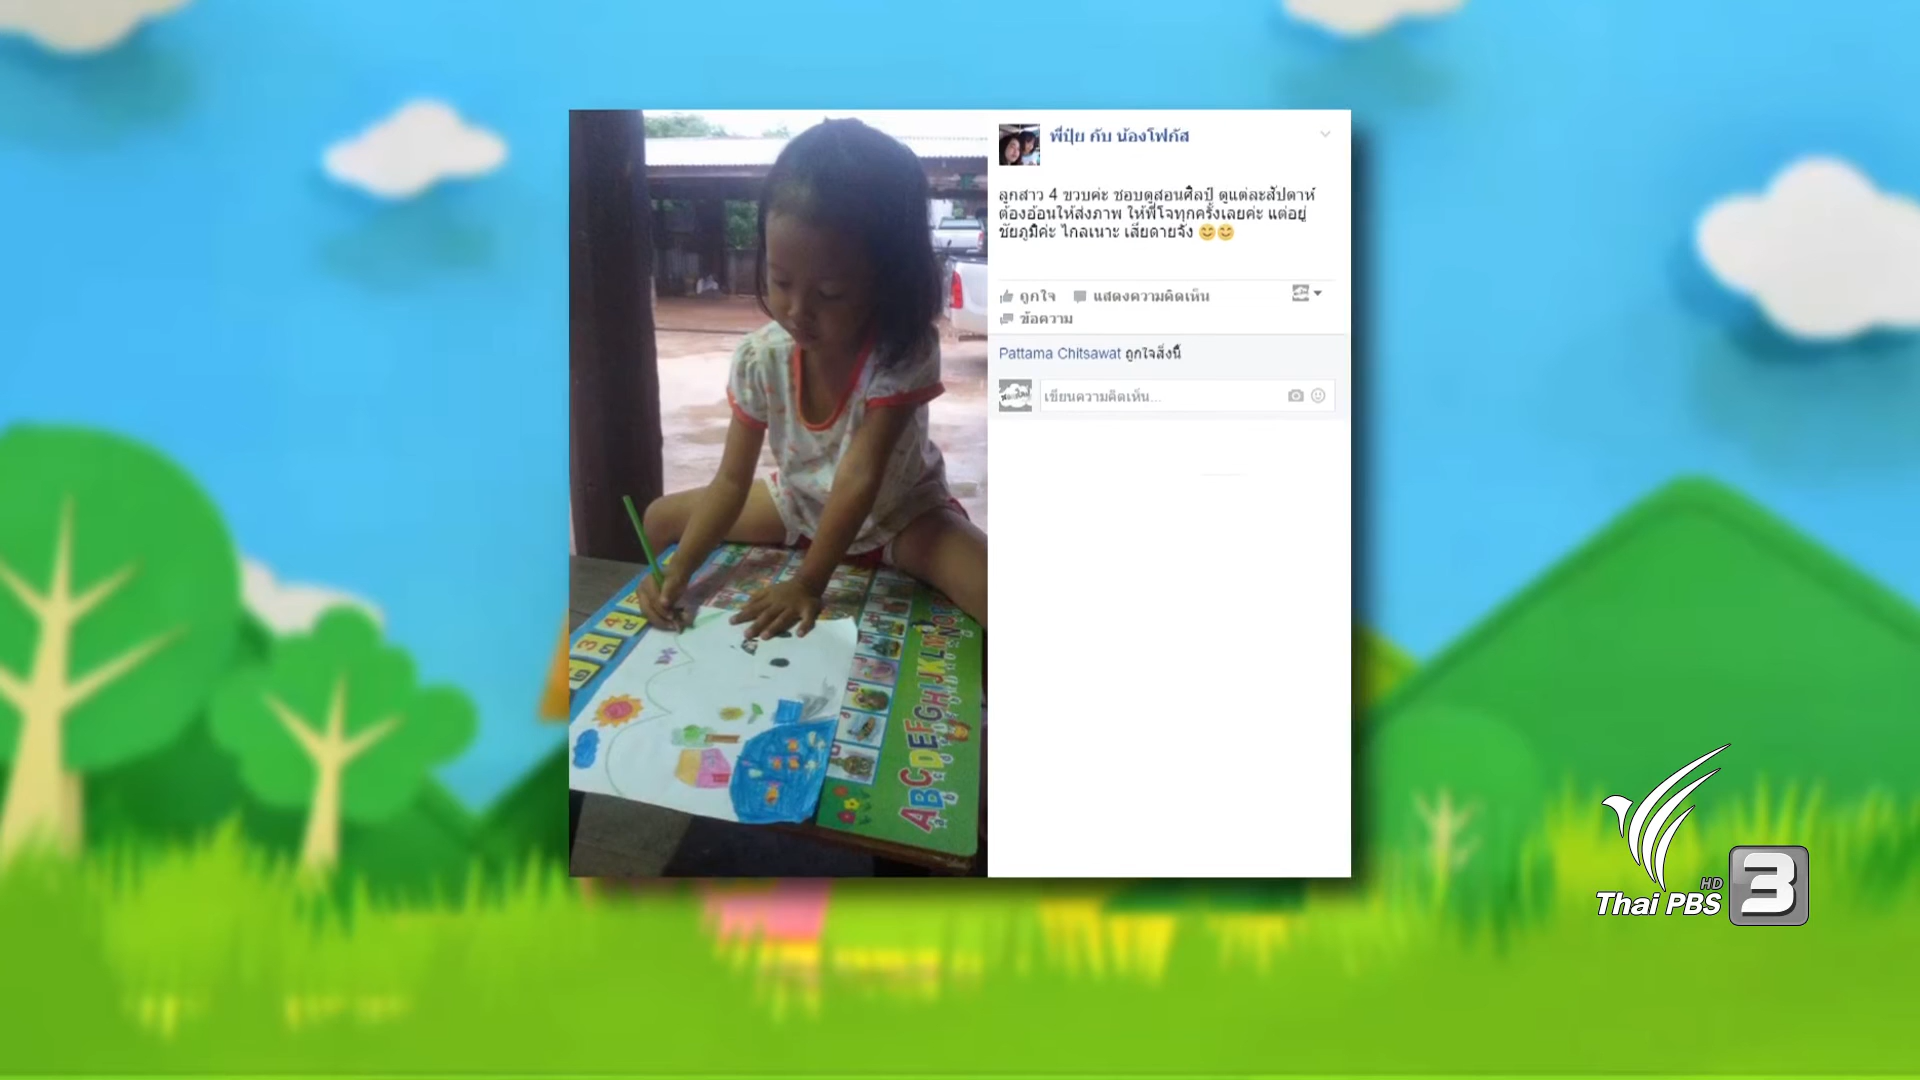 พี่ปุ๋ย กับ น้องโฟกัส
ลูกสาว 4 ขวบค่ะ ชอบดูสอนศิลป์ ดูแต่ละสัปดาห์
ต้องอ้อนให้ส่งภาพ ให้พี่โจทุกครั้งเลยค่ะ แต่อยู่
ชัยภูมิค่ะ ไกลเนาะ เสียดายจัง 😊😊
ถูกใจ แสดงความคิดเห็น
ข้อความ
Pattama Chitsawat ถูกใจสิ่งนี้
เขียนความคิดเห็น...
ABCDEFGHIJKLMNOP
Thai PBS HD 3